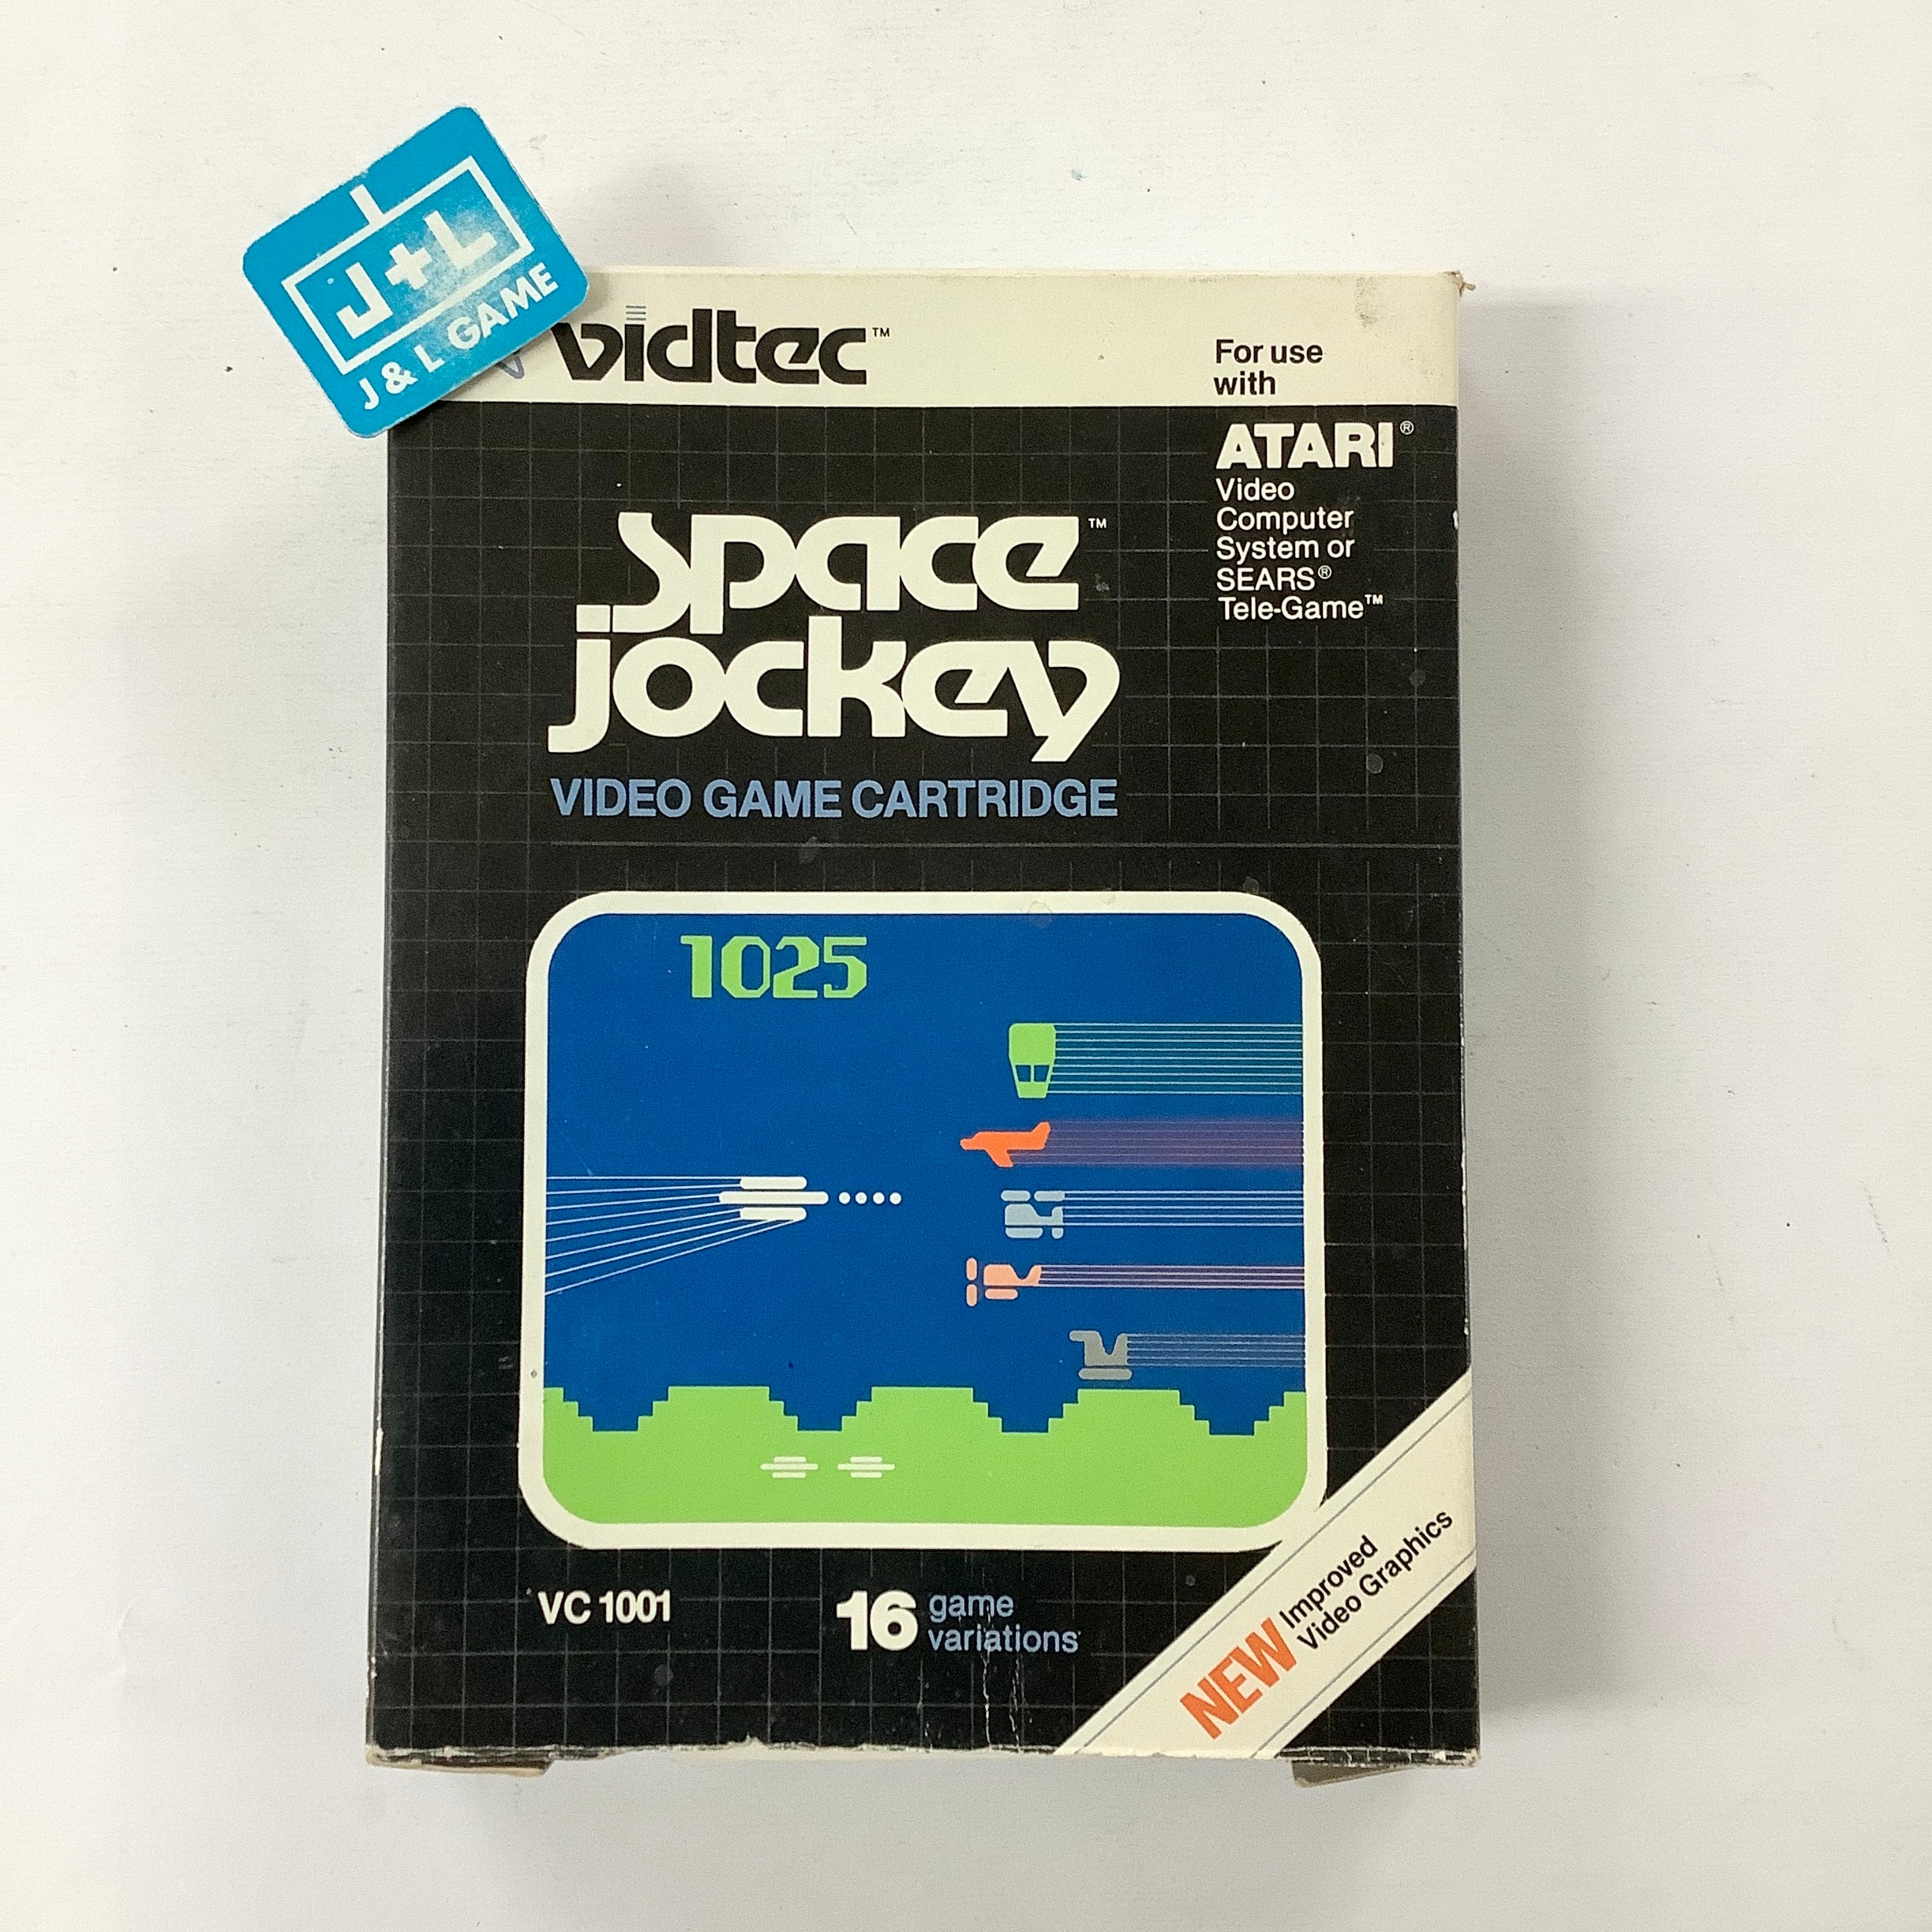 J+L
J & L GAME
vidtec™
For use
with
ATARI®
Video
Computer
System or
SEARS®
Tele-Game™
space™
jockey
VIDEO GAME CARTRIDGE
1025
VC 1001
16 game
variations
NEW Improved
Video Graphics